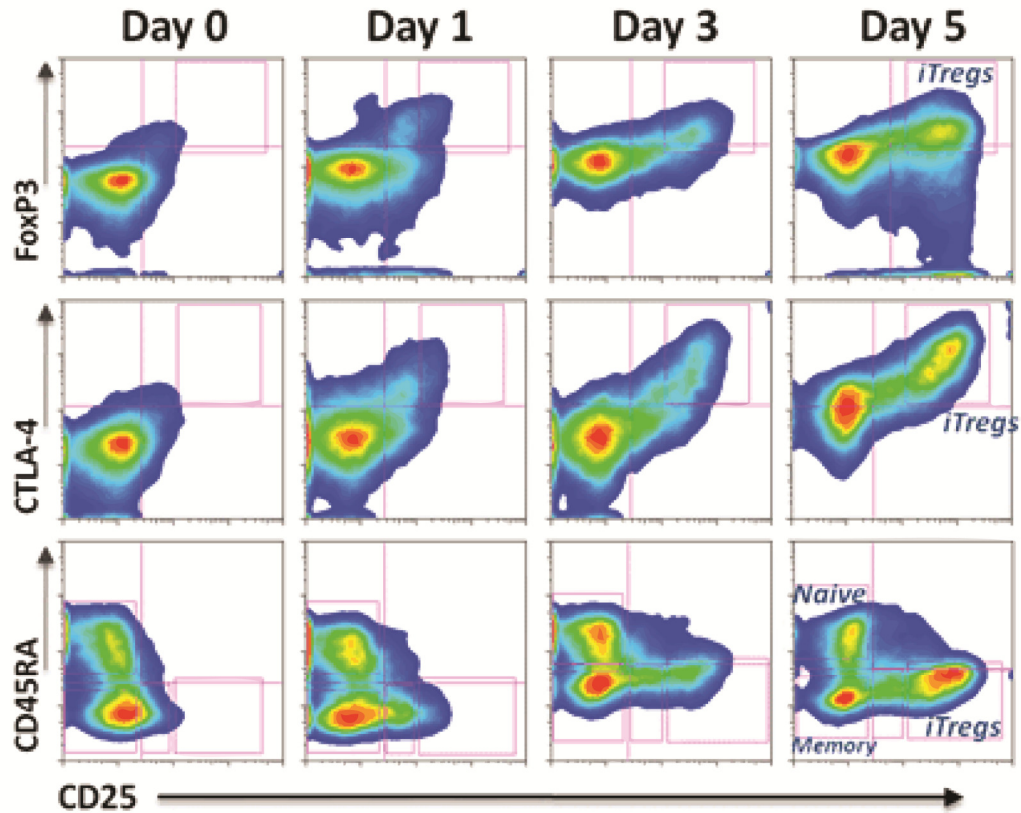 Day 0 Day 1 Day 3 Day 5
FoxP3
iTregs
CTLA-4
iTregs
CD45RA
Naive
iTregs
Memory
CD25